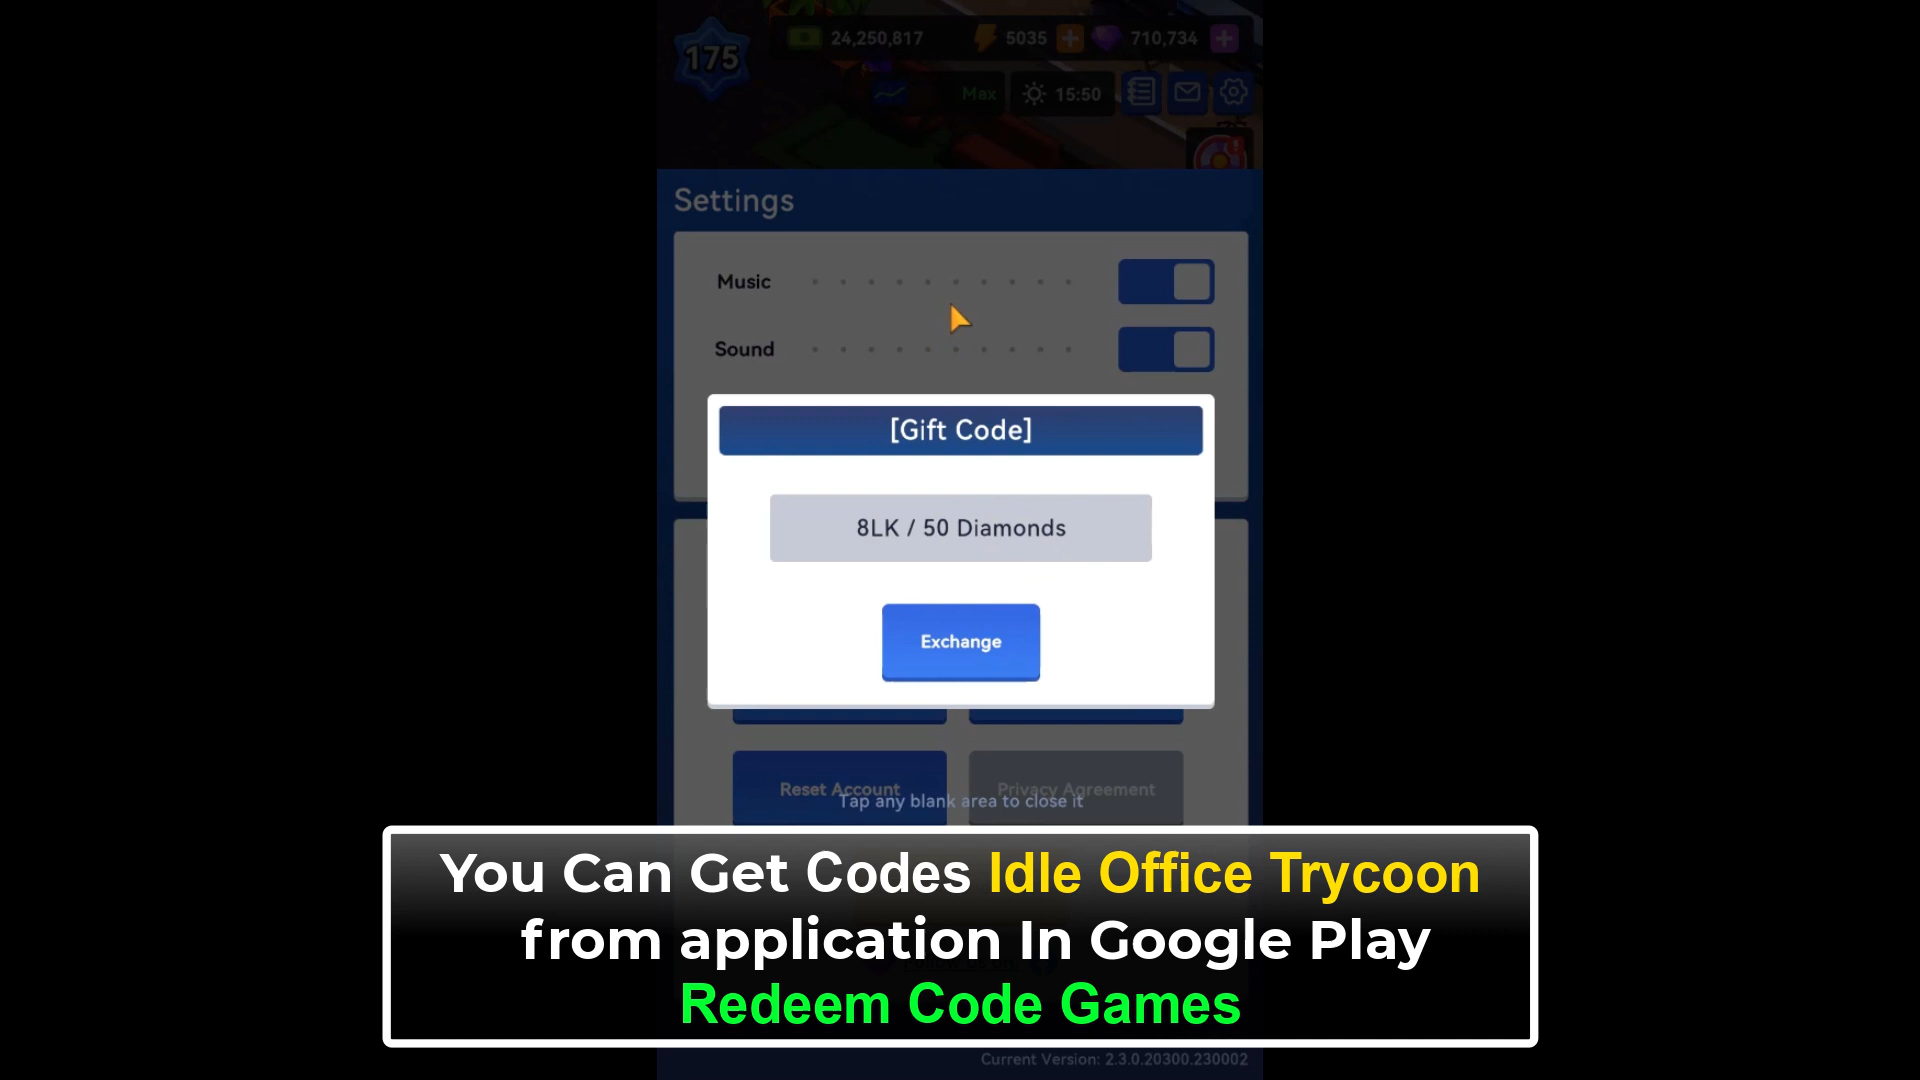 175
24,250,817
5035
710,734
Max
15:50
Settings
Music
Sound
[Gift Code]
8LK / 50 Diamonds
Exchange
Reset Account
Privacy Agreement
Tap any blank area to close it
You Can Get Codes Idle Office Trycoon
from application In Google Play
Redeem Code Games
Current Version: 2.3.0.20300.230002